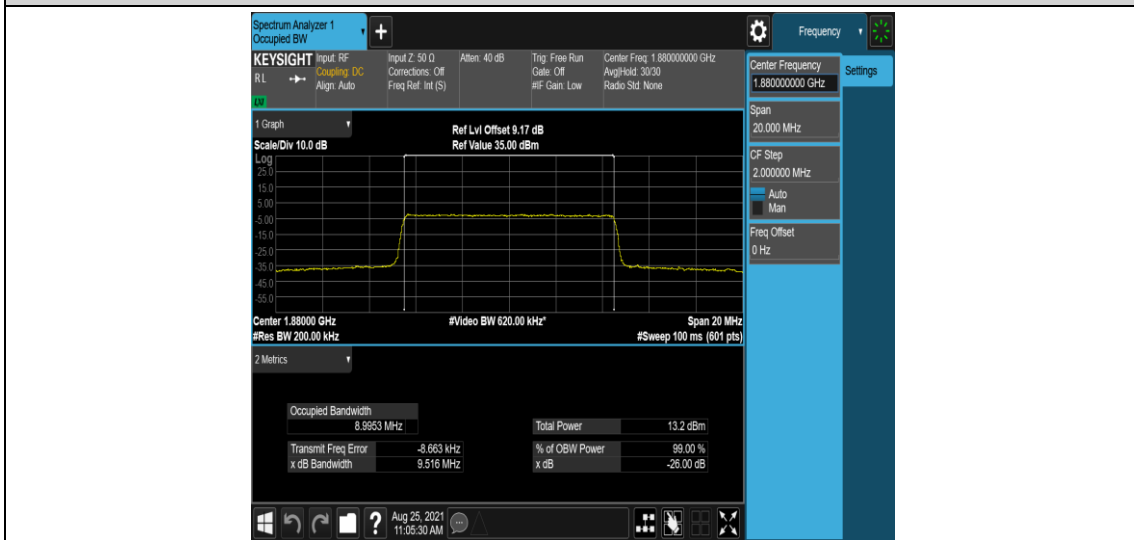 Spectrum Analyzer 1
Occupied BW
+
Frequency
KEYSIGHT
RL
LXI
Input: RF
Coupling: DC
Align: Auto
Input Z: 50 Ω
Corrections: Off
Freq Ref: Int (S)
Atten: 40 dB
Trig: Free Run
Gate: Off
#IF Gain: Low
Center Freq: 1.880000000 GHz
Avg|Hold: 30/30
Radio Std: None
Center Frequency
1.880000000 GHz
Settings
Span
20.000 MHz
CF Step
2.000000 MHz
Auto
Man
Freq Offset
0 Hz
1 Graph
Ref Lvl Offset 9.17 dB
Scale/Div 10.0 dB
Ref Value 35.00 dBm
Log
25.0
15.0
5.00
-5.00
-15.0
-25.0
-35.0
-45.0
-55.0
Center 1.88000 GHz
#Video BW 620.00 kHz*
Span 20 MHz
#Res BW 200.00 kHz
#Sweep 100 ms (601 pts)
2 Metrics
Occupied Bandwidth
8.9953 MHz
Total Power 13.2 dBm
Transmit Freq Error -8.663 kHz
% of OBW Power 99.00 %
x dB Bandwidth 9.516 MHz
x dB -26.00 dB
?
Aug 25, 2021
11:05:30 AM